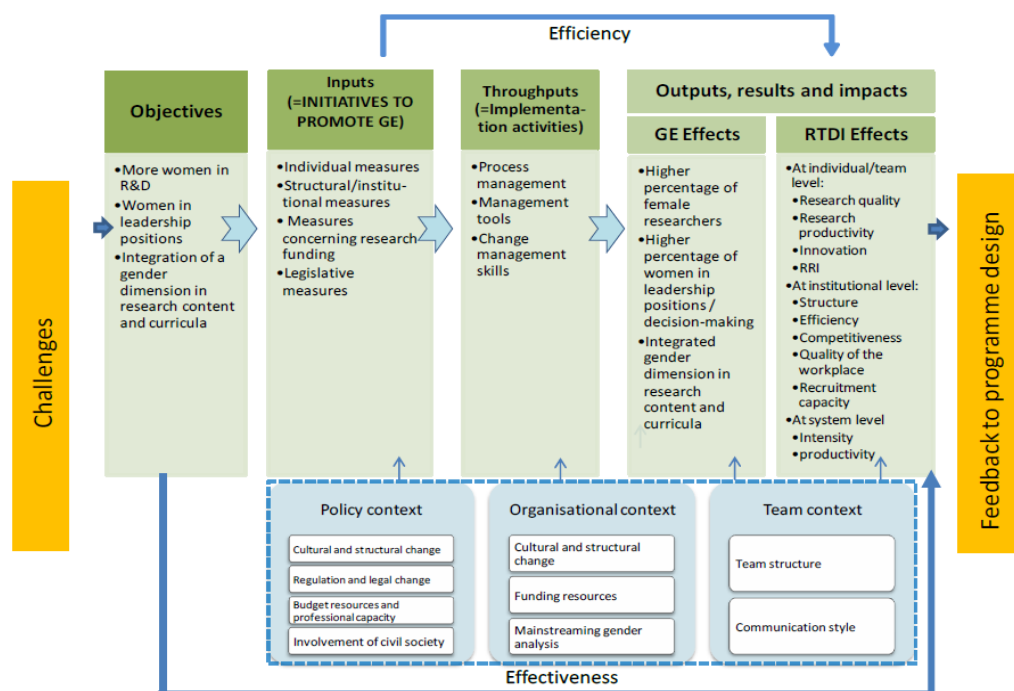 Efficiency
Challenges
Objectives
•More women in
R&D
•Women in
leadership
positions
•Integration of a
gender
dimension in
research content
and curricula
Inputs
(=INITIATIVES TO
PROMOTE GE)
•Individual measures
•Structural/institu-
tional measures
•Measures
concerning research
funding
•Legislative
measures
Throughputs
(=Implementa-
tion activities)
•Process
management
•Management
tools
•Change
management
skills
Outputs, results and impacts
GE Effects
•Higher
percentage of
female
researchers
•Higher
percentage of
women in
leadership
positions /
decision-making
•Integrated
gender
dimension in
research
content and
curricula
RTDI Effects
•At individual/team
level:
•Research quality
•Research
productivity
•Innovation
•RRI
•At institutional level:
•Structure
•Efficiency
•Competitiveness
•Quality of the
workplace
•Recruitment
capacity
•At system level
•Intensity
•productivity
Feedback to programme design
Policy context
Cultural and structural change
Regulation and legal change
Budget resources and
professional capacity
Involvement of civil society
Organisational context
Cultural and structural
change
Funding resources
Mainstreaming gender
analysis
Team context
Team structure
Communication style
Effectiveness